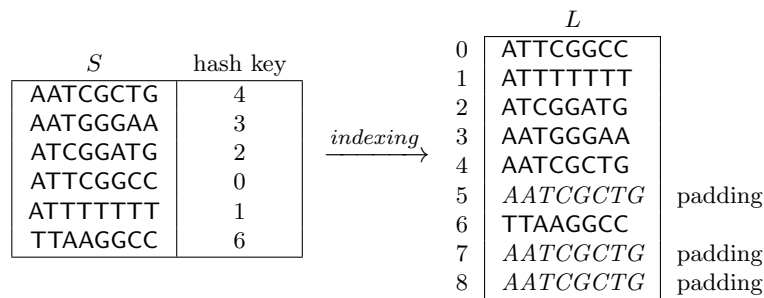 S hash key
AATCGCTG 4
AATGGGAA 3
ATCGGATG 2
ATTCGGCC 0
ATTTTTTT 1
TTAAGGCC 6
indexing
L
0 ATTCGGCC
1 ATTTTTTT
2 ATCGGATG
3 AATGGGAA
4 AATCGCTG
5 AATCGCTG padding
6 TTAAGGCC
7 AATCGCTG padding
8 AATCGCTG padding